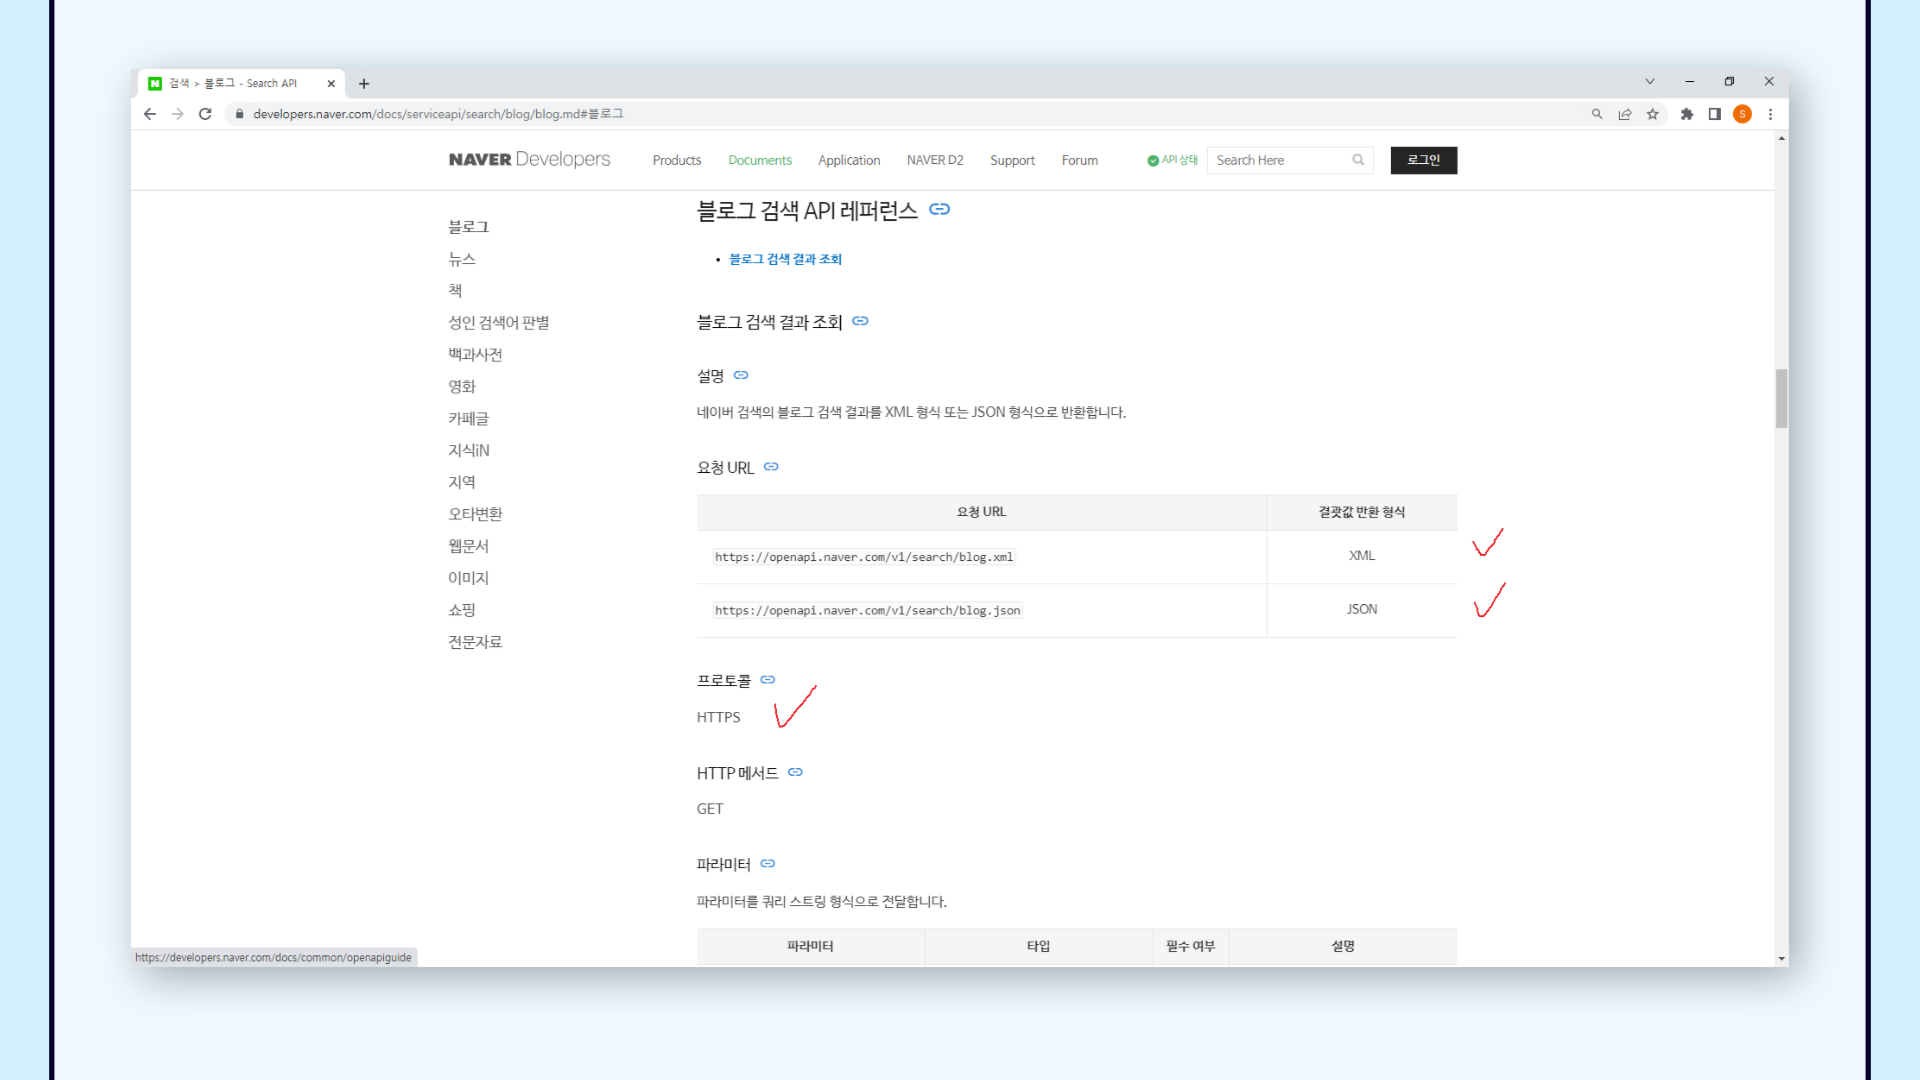 검색 > 블로그 - Search API
developers.naver.com/docs/serviceapi/search/blog/blog.md#블로그
S
NAVER Developers
Products
Documents
Application
NAVER D2
Support
Forum
API 상태
Search Here
로그인
블로그
뉴스
책
성인 검색어 판별
백과사전
영화
카페글
지식iN
지역
오타변환
웹문서
이미지
쇼핑
전문자료
블로그 검색 API 레퍼런스
• 블로그 검색 결과 조회
블로그 검색 결과 조회
설명
네이버 검색의 블로그 검색 결과를 XML 형식 또는 JSON 형식으로 반환합니다.
요청 URL
요청 URL 결괏값 반환 형식
https://openapi.naver.com/v1/search/blog.xml XML
https://openapi.naver.com/v1/search/blog.json JSON
프로토콜
HTTPS
HTTP 메서드
GET
파라미터
파라미터를 쿼리 스트링 형식으로 전달합니다.
파라미터 타입 필수 여부 설명
https://developers.naver.com/docs/common/openapiguide